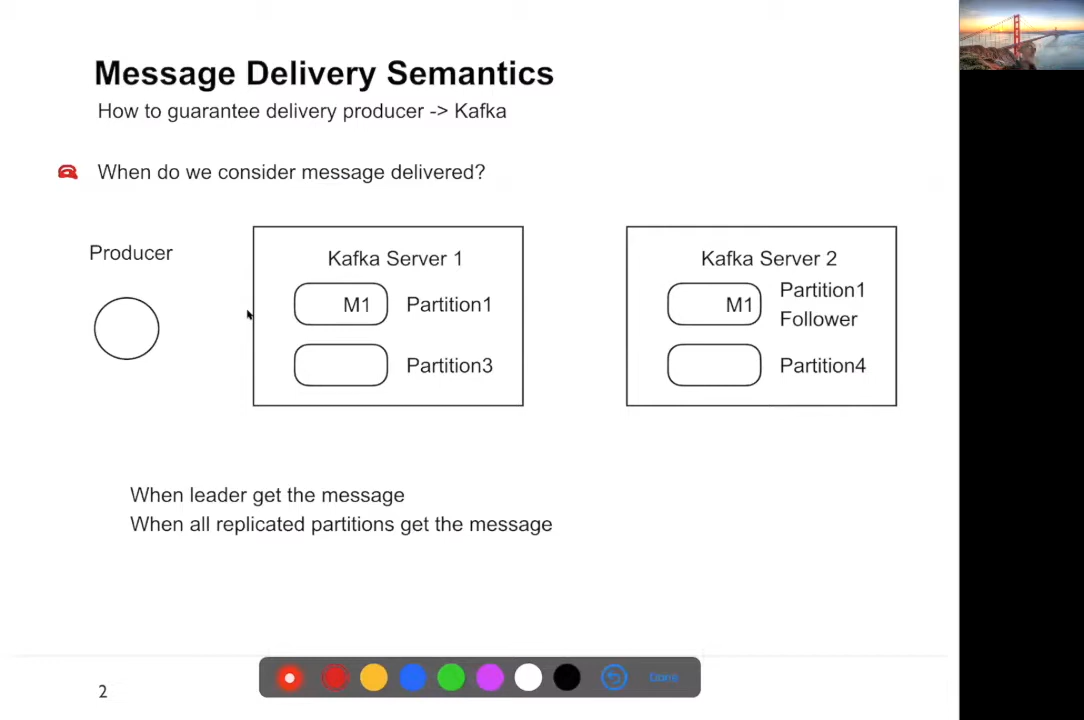 Message Delivery Semantics
How to guarantee delivery producer -> Kafka
When do we consider message delivered?
Producer
Kafka Server 1
M1
Partition1
Partition3
Kafka Server 2
M1
Partition1
Follower
Partition4
When leader get the message
When all replicated partitions get the message
2
Done